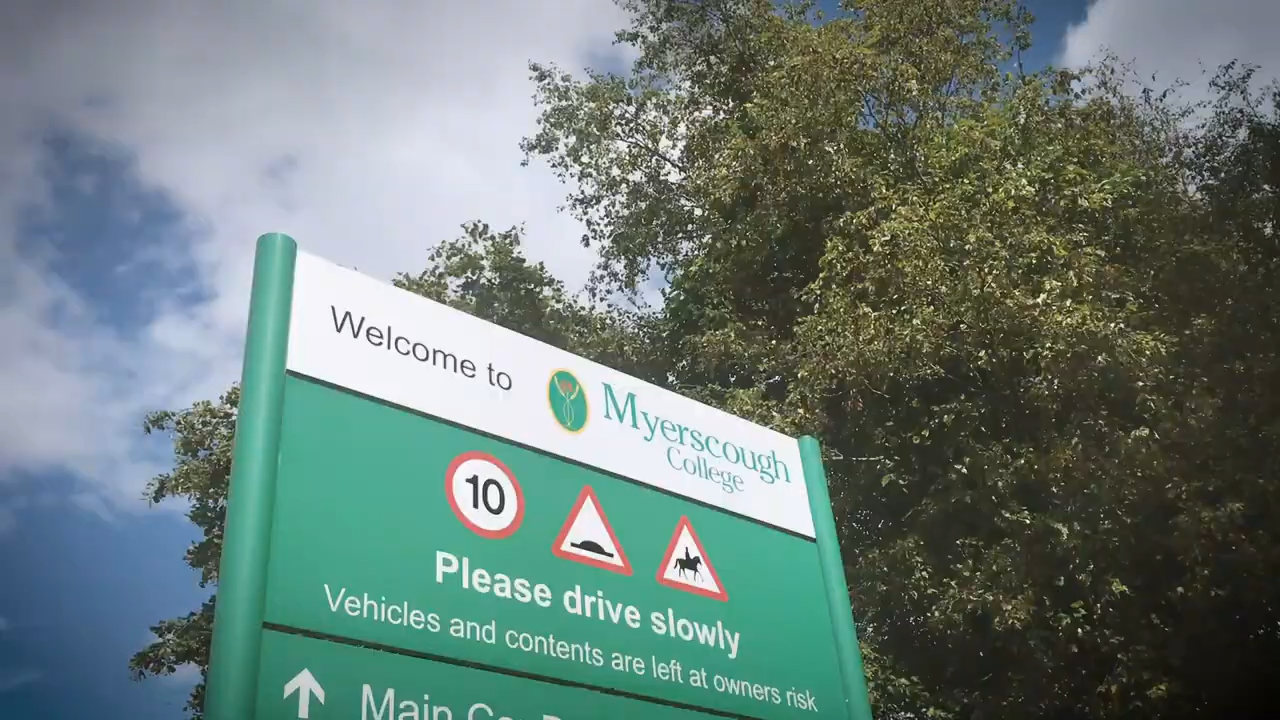 Welcome to
Myerscough
College
10
Please drive slowly
Vehicles and contents are left at owners risk
Main